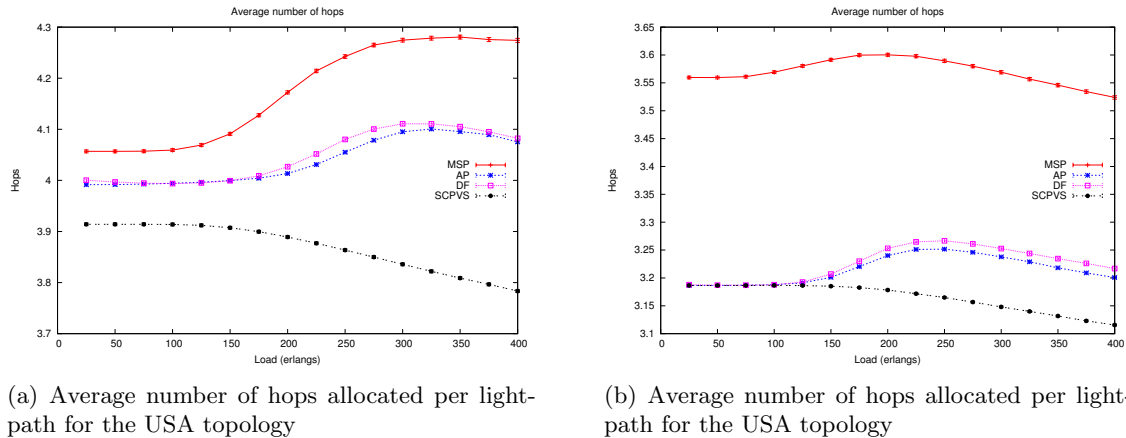 Average number of hops
4.3
4.2
4.1
4
3.9
3.8
3.7
Hops
MSP
AP
DF
SCPVS
0 50 100 150 200 250 300 350 400
Load (erlangs)
(a) Average number of hops allocated per light-
path for the USA topology
Average number of hops
3.65
3.6
3.55
3.5
3.45
3.4
3.35
3.3
3.25
3.2
3.15
3.1
Hops
MSP
AP
DF
SCPVS
0 50 100 150 200 250 300 350 400
Load (erlangs)
(b) Average number of hops allocated per light-
path for the USA topology